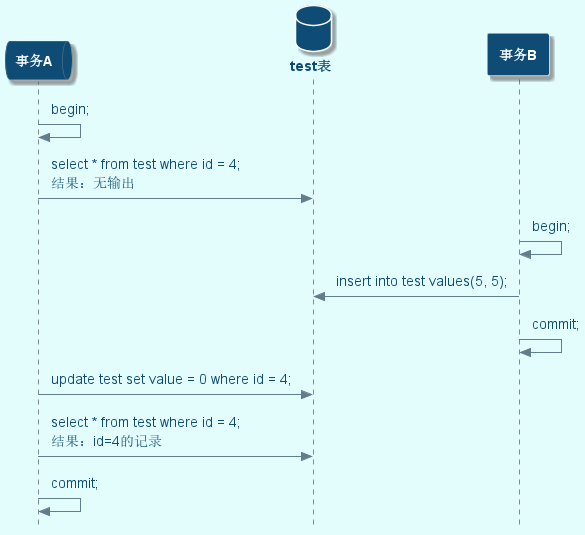 事务A
test表
事务B
begin;
select * from test where id = 4;
结果：无输出
begin;
insert into test values(5, 5);
commit;
update test set value = 0 where id = 4;
select * from test where id = 4;
结果：id=4的记录
commit;